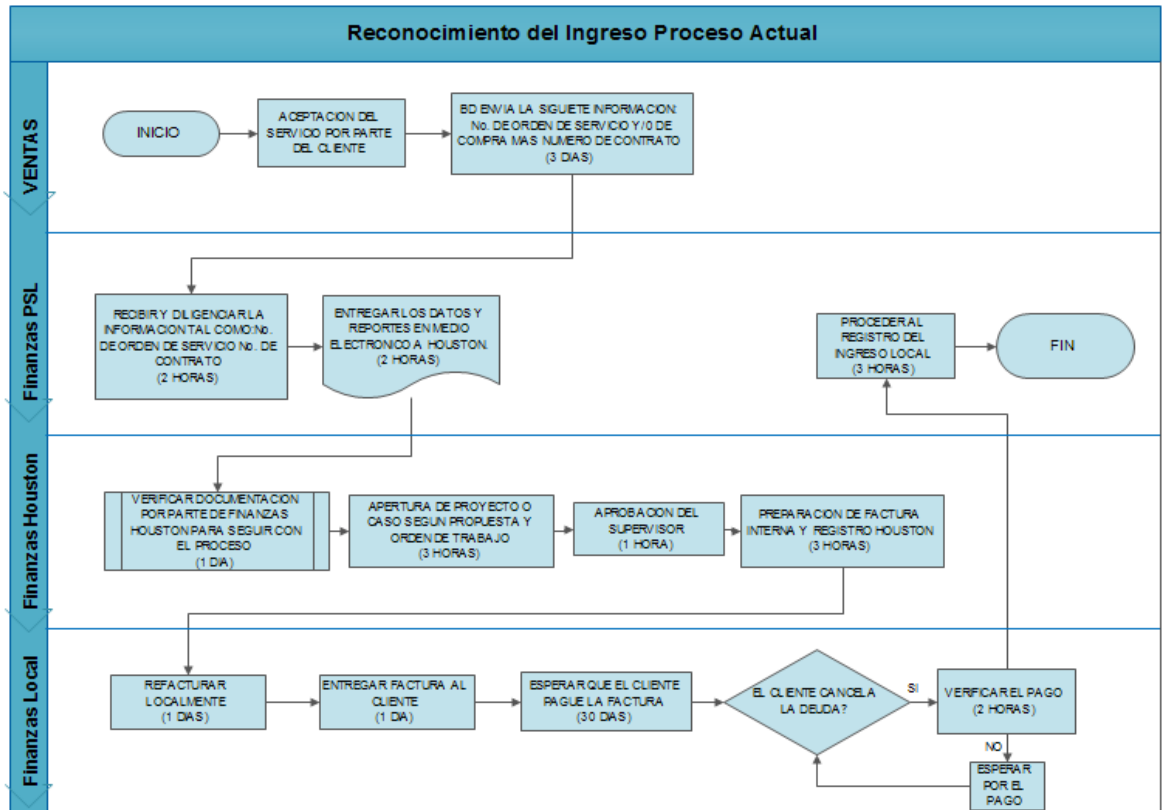 Reconocimiento del Ingreso Proceso Actual
VENTAS
INICIO
ACEPTACION DEL
SERVICIO POR PARTE
DEL CLIENTE
BD ENVIA LA SIGUIETE INFORMACION:
No. DE ORDEN DE SERVICIO Y/0 DE
COMPRA MAS NUMERO DE CONTRATO
(3 DIAS)
Finanzas PSL
RECIBIR Y DILIGENCIAR LA
INFORMACION TAL COMO:No.
DE ORDEN DE SERVICIO No. DE
CONTRATO
(2 HORAS)
ENTREGAR LOS DATOS Y
REPORTES EN MEDIO
ELECTRONICO A HOUSTON.
(2 HORAS)
PROCEDER AL
REGISTRO DEL
INGRESO LOCAL
(3 HORAS)
FIN
Finanzas Houston
VERIFICAR DOCUMENTACION
POR PARTE DE FINANZAS
HOUSTON PARA SEGUIR CON
EL PROCESO
(1 DIA)
APERTURA DE PROYECTO O
CASO SEGUN PROPUESTA Y
ORDEN DE TRABAJO
(3 HORAS)
APROBACION DEL
SUPERVISOR
(1 HORA)
PREPARACION DE FACTURA
INTERNA Y REGISTRO HOUSTON
(3 HORAS)
Finanzas Local
REFACTURAR
LOCALMENTE
(1 DIAS)
ENTREGAR FACTURA AL
CLIENTE
(1 DIA)
ESPERAR QUE EL CLIENTE
PAGUE LA FACTURA
(30 DIAS)
EL CLIENTE CANCELA
LA DEUDA?
SI
VERIFICAR EL PAGO
(2 HORAS)
NO
ESPERAR
POR EL
PAGO